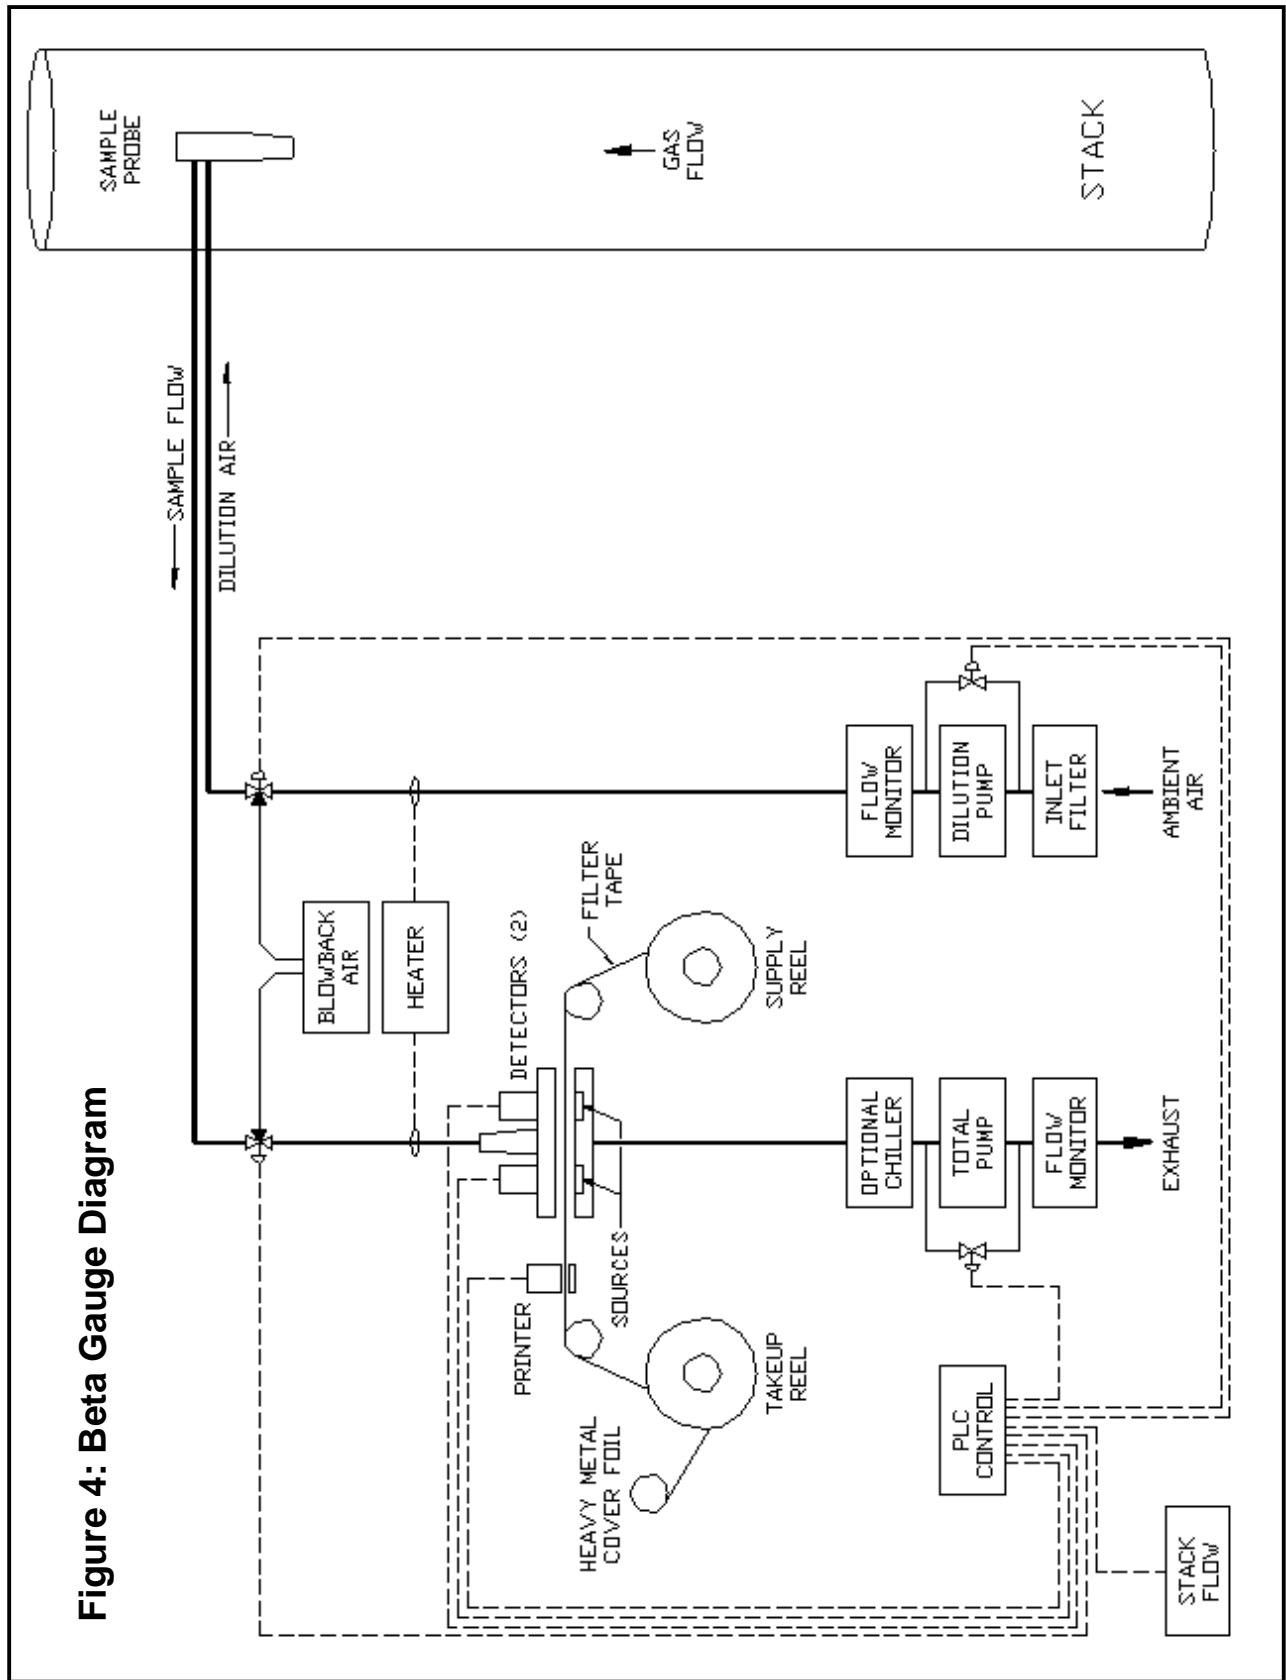 Figure 4: Beta Gauge Diagram
SAMPLE
PROBE
GAS
FLOW
STACK
SAMPLE FLOW
DILUTION AIR
BLOWBACK
AIR
HEATER
DETECTORS (2)
FILTER
TAPE
SUPPLY
REEL
SOURCES
PRINTER
TAKEUP
REEL
HEAVY METAL
COVER FOIL
FLOW
MONITOR
DILUTION
PUMP
INLET
FILTER
AMBIENT
AIR
OPTIONAL
CHILLER
TOTAL
PUMP
FLOW
MONITOR
EXHAUST
PLC
CONTROL
STACK
FLOW